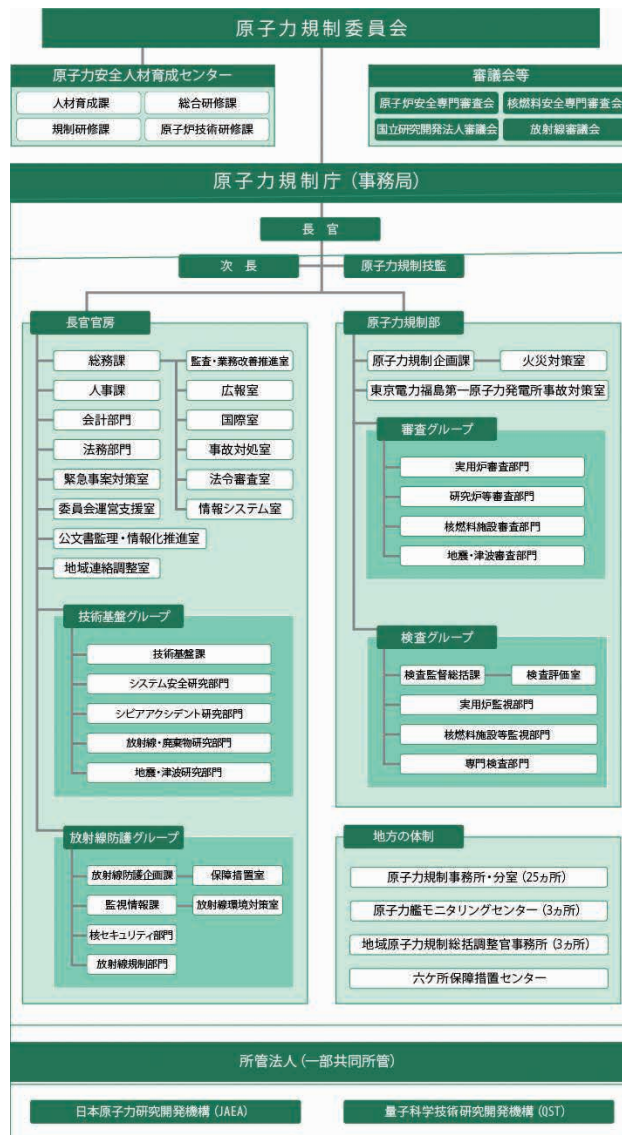 原子力規制委員会
原子力安全人材育成センター
人材育成課
総合研修課
規制研修課
原子炉技術研修課
審議会等
原子炉安全専門審査会
核燃料安全専門審査会
国立研究開発法人審議会
放射線審議会
原子力規制庁（事務局）
長官
次長
原子力規制技監
長官官房
総務課
監査・業務改善推進室
人事課
広報室
会計部門
国際室
法務部門
事故対処室
緊急事案対策室
法令審査室
委員会運営支援室
情報システム室
公文書監理・情報化推進室
地域連絡調整室
技術基盤グループ
技術基盤課
システム安全研究部門
シビアアクシデント研究部門
放射線・廃棄物研究部門
地震・津波研究部門
放射線防護グループ
放射線防護企画課
保障措置室
監視情報課
放射線環境対策室
核セキュリティ部門
放射線規制部門
原子力規制部
原子力規制企画課
火災対策室
東京電力福島第一原子力発電所事故対策室
審査グループ
実用炉審査部門
研究炉等審査部門
核燃料施設審査部門
地震・津波審査部門
検査グループ
検査監督総括課
検査評価室
実用炉監視部門
核燃料施設等監視部門
専門検査部門
地方の体制
原子力規制事務所・分室（25ヵ所）
原子力艦モニタリングセンター（3ヵ所）
地域原子力規制総括調整官事務所（3ヵ所）
六ケ所保障措置センター
所管法人（一部共同所管）
日本原子力研究開発機構（JAEA）
量子科学技術研究開発機構（QST）